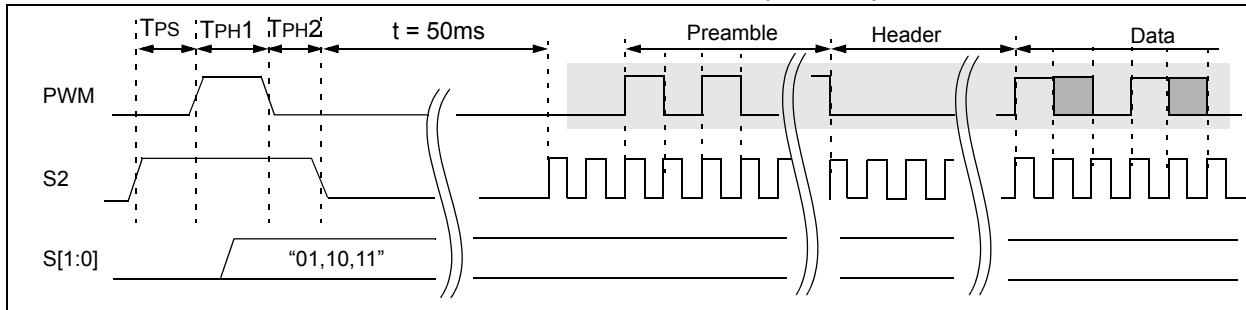 TPS TPH1 TPH2 t = 50ms Preamble Header Data
PWM
S2
S[1:0] “01,10,11”